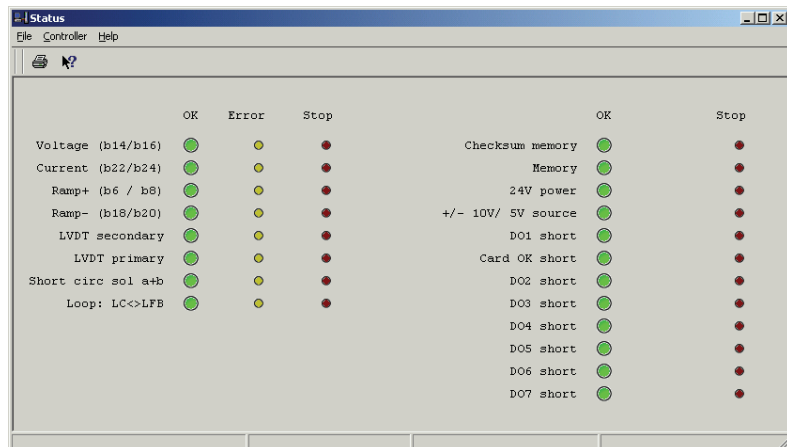 Status
File Controller Help
OK Error Stop
Voltage (b14/b16)
Current (b22/b24)
Ramp+ (b6 / b8)
Ramp- (b18/b20)
LVDT secondary
LVDT primary
Short circ sol a+b
Loop: LC<>LFB
OK Stop
Checksum memory
Memory
24V power
+/- 10V/ 5V source
DO1 short
Card OK short
DO2 short
DO3 short
DO4 short
DO5 short
DO6 short
DO7 short